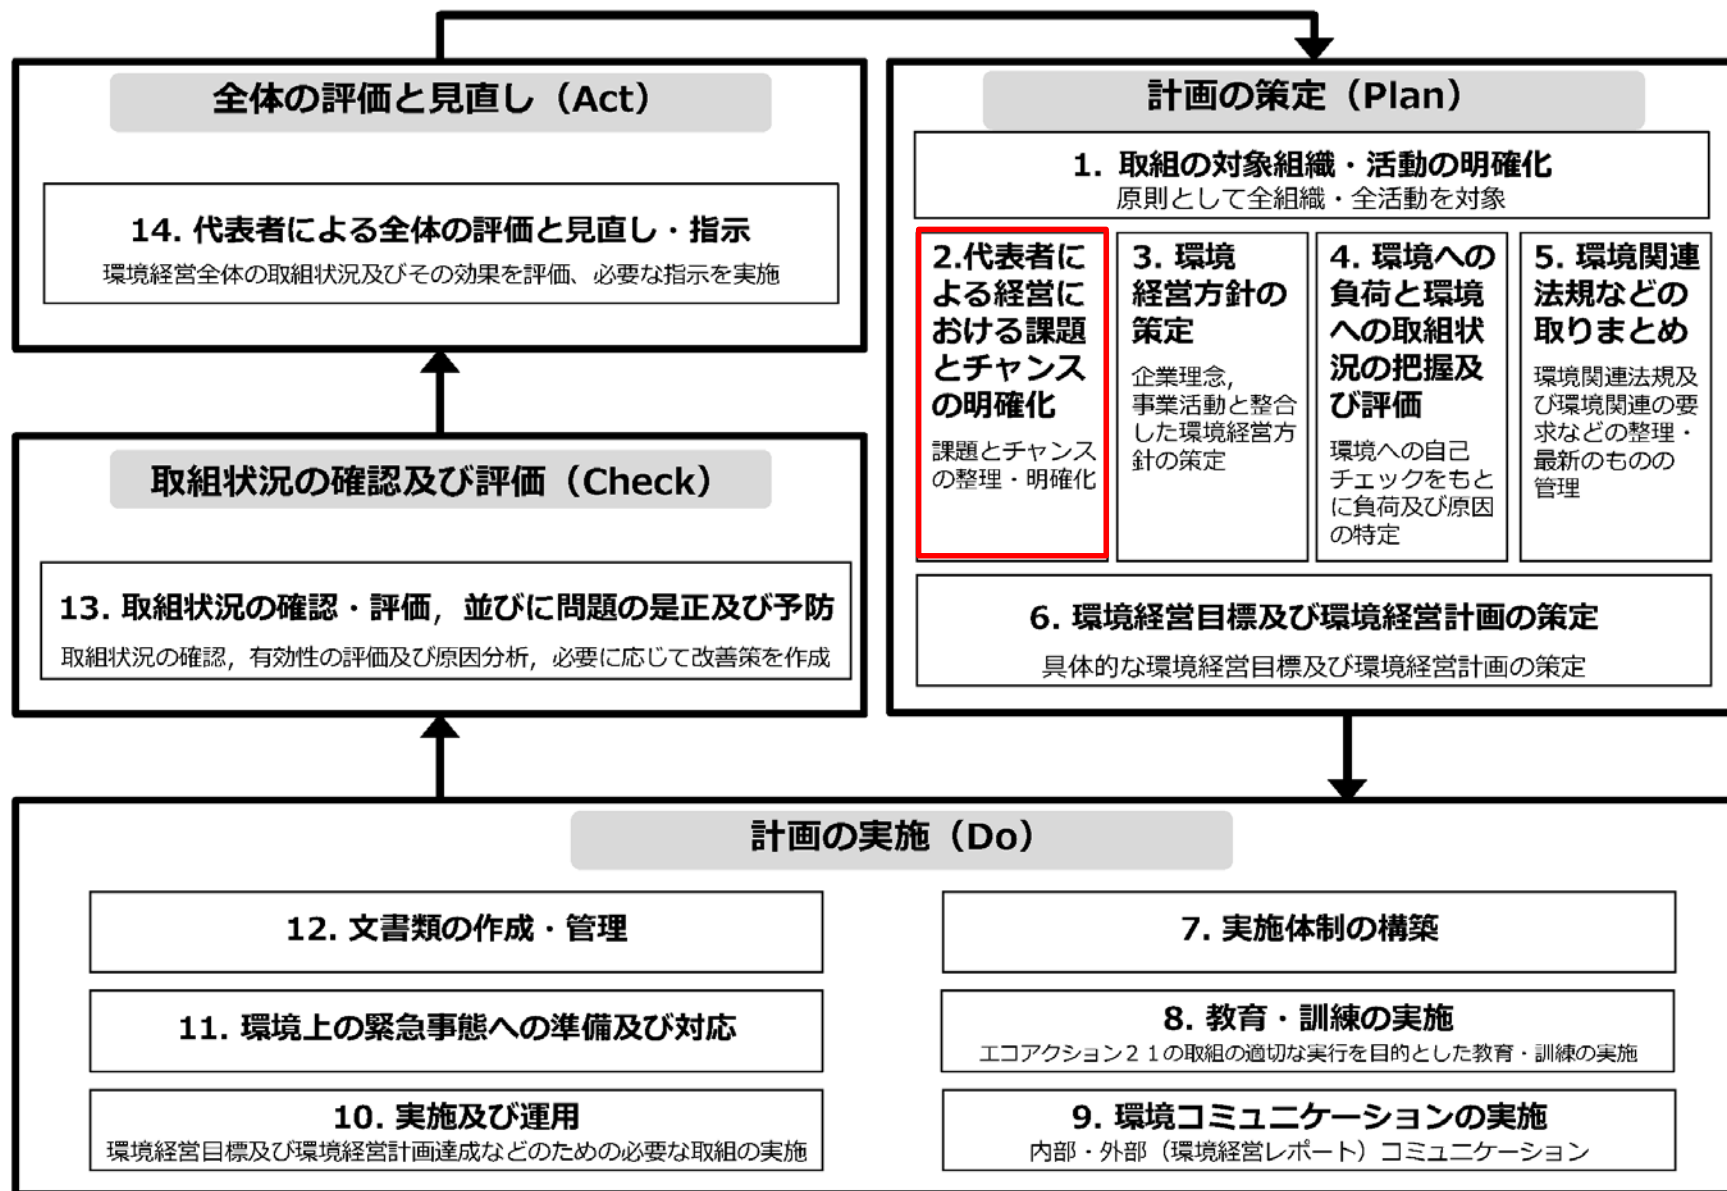 全体の評価と見直し（Act）
14. 代表者による全体の評価と見直し・指示
環境経営全体の取組状況及びその効果を評価、必要な指示を実施
取組状況の確認及び評価（Check）
13. 取組状況の確認・評価，並びに問題の是正及び予防
取組状況の確認，有効性の評価及び原因分析，必要に応じて改善策を作成
計画の策定（Plan）
1. 取組の対象組織・活動の明確化
原則として全組織・全活動を対象
2.代表者に
よる経営に
おける課題
とチャンス
の明確化
課題とチャンス
の整理・明確化
3. 環境
経営方針の
策定
企業理念，
事業活動と整合
した環境経営方
針の策定
4. 環境への
負荷と環境
への取組状
況の把握及
び評価
環境への自己
チェックをもと
に負荷及び原因
の特定
5. 環境関連
法規などの
取りまとめ
環境関連法規及
び環境関連の要
求などの整理・
最新のものの
管理
6. 環境経営目標及び環境経営計画の策定
具体的な環境経営目標及び環境経営計画の策定
計画の実施（Do）
12. 文書類の作成・管理
11. 環境上の緊急事態への準備及び対応
10. 実施及び運用
環境経営目標及び環境経営計画達成などのための必要な取組の実施
7. 実施体制の構築
8. 教育・訓練の実施
エコアクション２１の取組の適切な実行を目的とした教育・訓練の実施
9. 環境コミュニケーションの実施
内部・外部（環境経営レポート）コミュニケーション